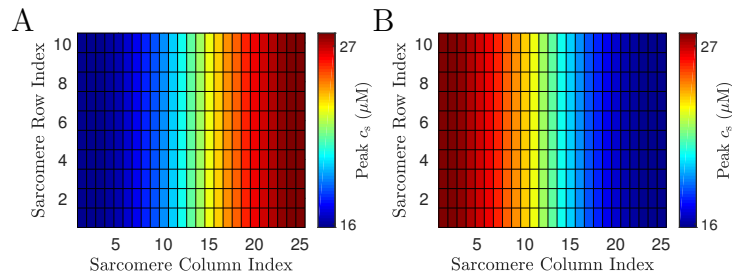 A
10
8
6
4
2
Sarcomere Row Index
5 10 15 20 25
Sarcomere Column Index
27
16
Peak cₛ (μM)
B
10
8
6
4
2
Sarcomere Row Index
5 10 15 20 25
Sarcomere Column Index
27
16
Peak cₛ (μM)